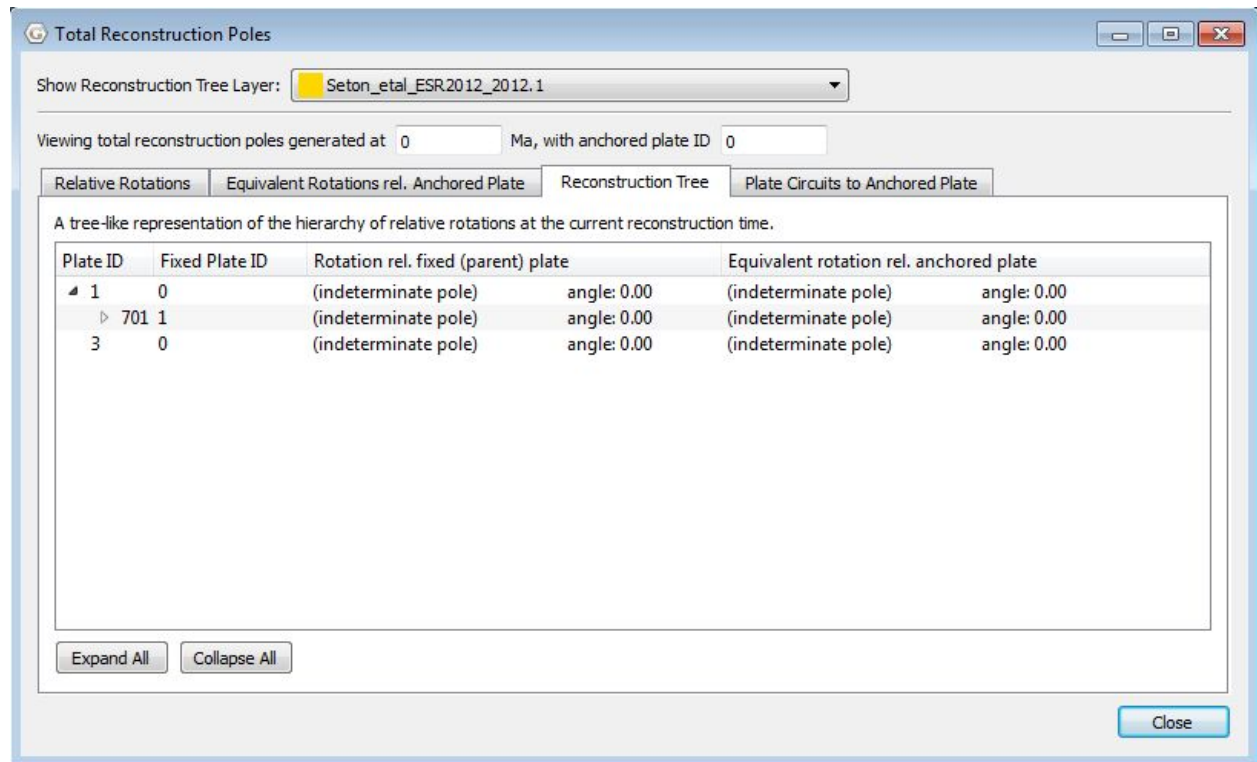 Total Reconstruction Poles
Show Reconstruction Tree Layer: Seton_etal_ESR2012_2012.1
Viewing total reconstruction poles generated at 0 Ma, with anchored plate ID 0
Relative Rotations Equivalent Rotations rel. Anchored Plate Reconstruction Tree Plate Circuits to Anchored Plate
A tree-like representation of the hierarchy of relative rotations at the current reconstruction time.
Plate ID Fixed Plate ID Rotation rel. fixed (parent) plate Equivalent rotation rel. anchored plate
1 0 (indeterminate pole) angle: 0.00 (indeterminate pole) angle: 0.00
701 1 (indeterminate pole) angle: 0.00 (indeterminate pole) angle: 0.00
3 0 (indeterminate pole) angle: 0.00 (indeterminate pole) angle: 0.00
Expand All Collapse All
Close